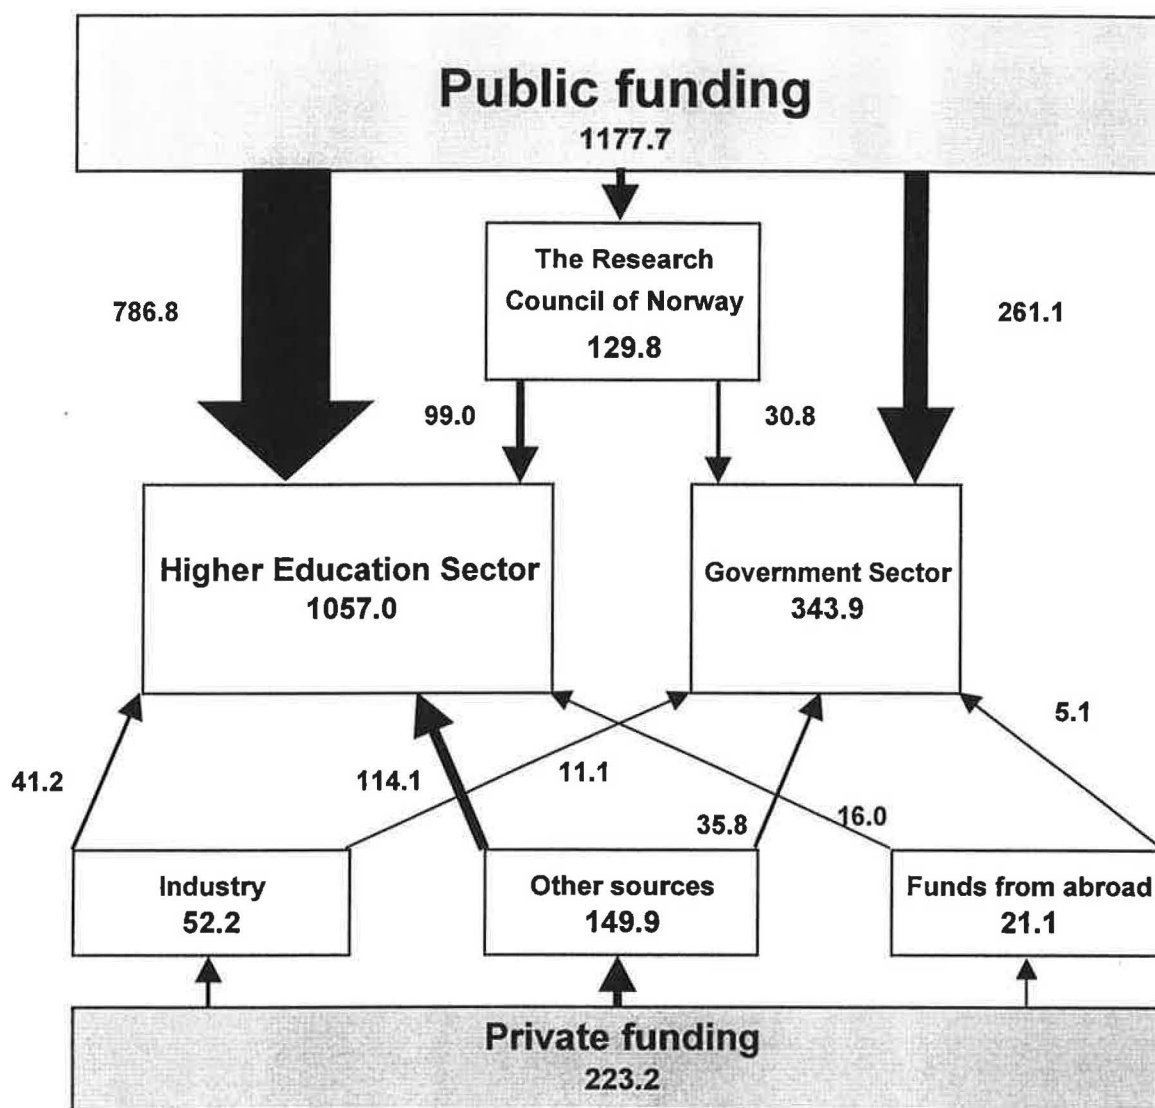 Public funding
1177.7
The Research
Council of Norway
129.8
786.8
261.1
99.0
30.8
Higher Education Sector
1057.0
Government Sector
343.9
41.2
114.1
11.1
35.8
16.0
5.1
Industry
52.2
Other sources
149.9
Funds from abroad
21.1
Private funding
223.2